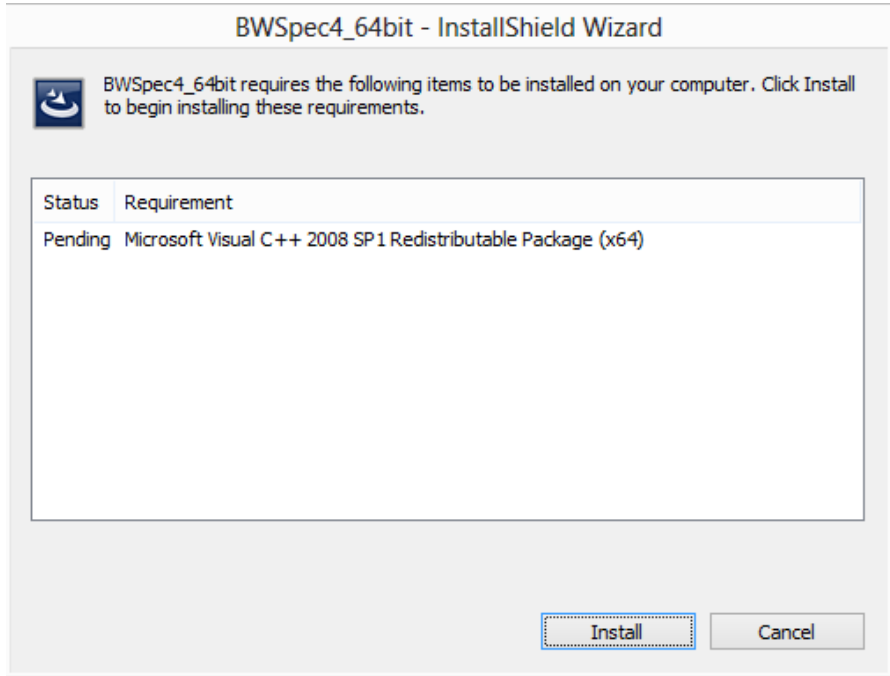 BWSpec4_64bit - InstallShield Wizard
BWSpec4_64bit requires the following items to be installed on your computer. Click Install
to begin installing these requirements.
Status Requirement
Pending Microsoft Visual C++ 2008 SP1 Redistributable Package (x64)
Install Cancel